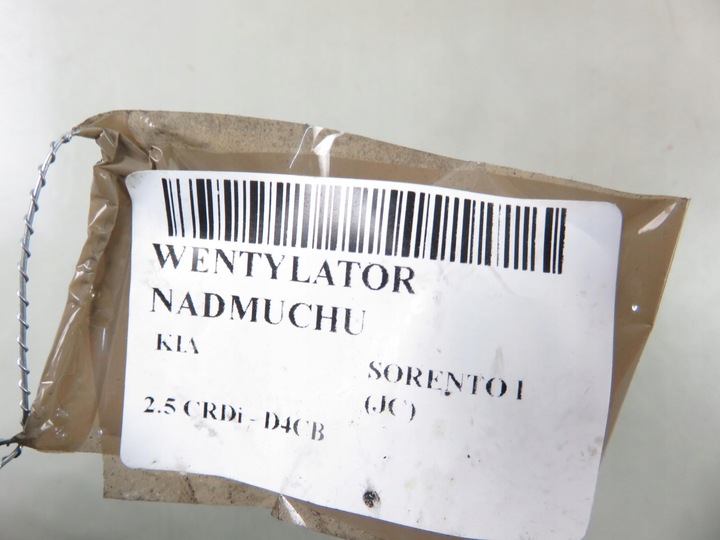 WENTYLATOR
NADMUCHU
KIA
SORENTO I
(JC)
2.5 CRDi - D4CB